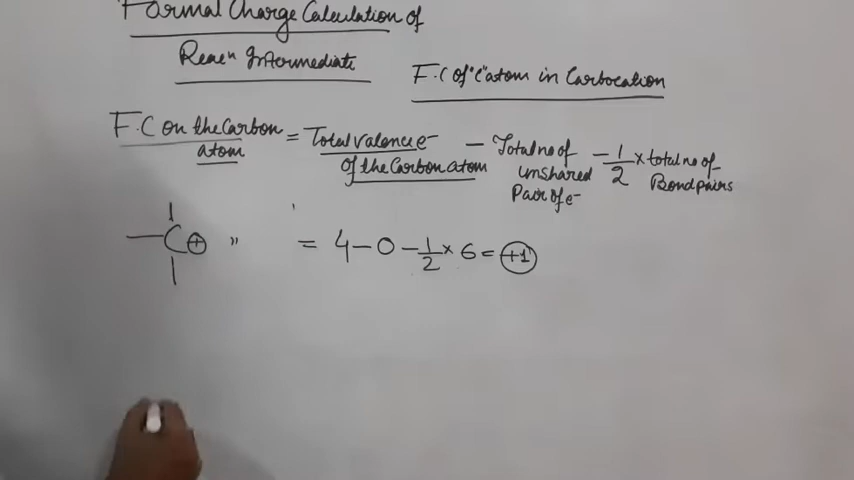 Formal Charge Calculation of
Reacn Intermediate
F.C of "C" atom in Carbocation
F.C on the Carbon atom = Total valence e- of the Carbon atom - Total no of unshared Pair of e- - 1/2 × total no of Bond pairs
C⊕ " = 4 - 0 - 1/2 × 6 = +1